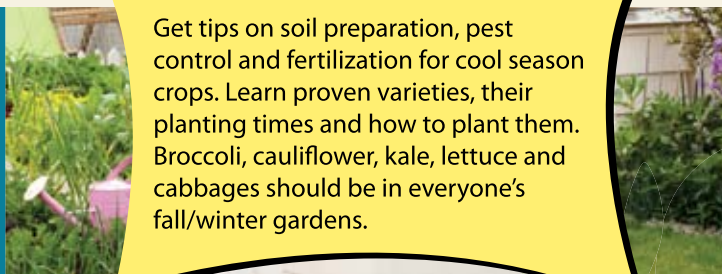 Get tips on soil preparation, pest
control and fertilization for cool season
crops. Learn proven varieties, their
planting times and how to plant them.
Broccoli, cauliflower, kale, lettuce and
cabbages should be in everyone’s
fall/winter gardens.